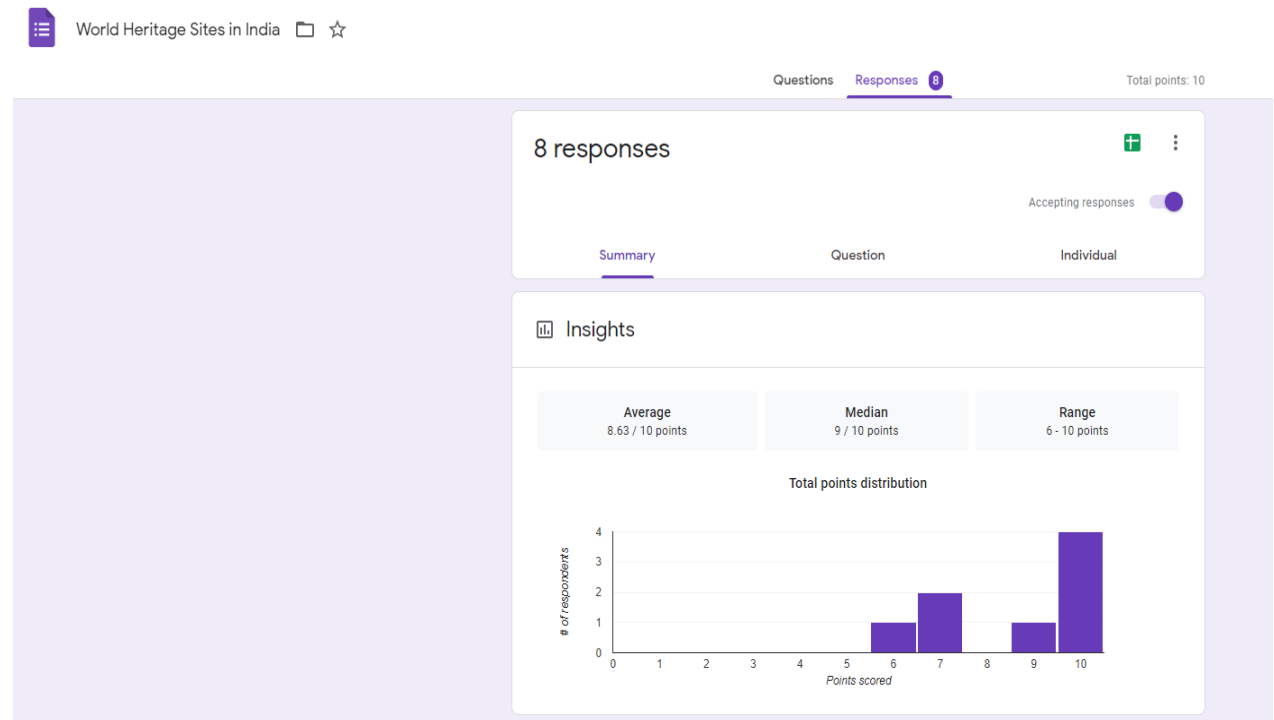 World Heritage Sites in India
Questions Responses 8 Total points: 10
8 responses
Accepting responses
Summary Question Individual
Insights
Average Median Range
8.63 / 10 points 9 / 10 points 6 - 10 points
Total points distribution
# of respondents
4
3
2
1
0
0 1 2 3 4 5 6 7 8 9 10
Points scored